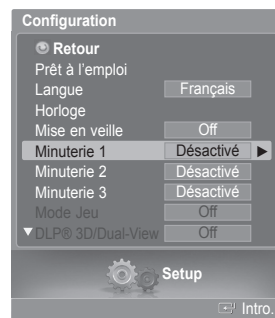 Configuration
Retour
Prêt à l'emploi
Langue Français
Horloge
Mise en veille Off
Minuterie 1 Désactivé ►
Minuterie 2 Désactivé
Minuterie 3 Désactivé
Mode Jeu Off
▼DLP® 3D/Dual-View Off
Setup
Intro.